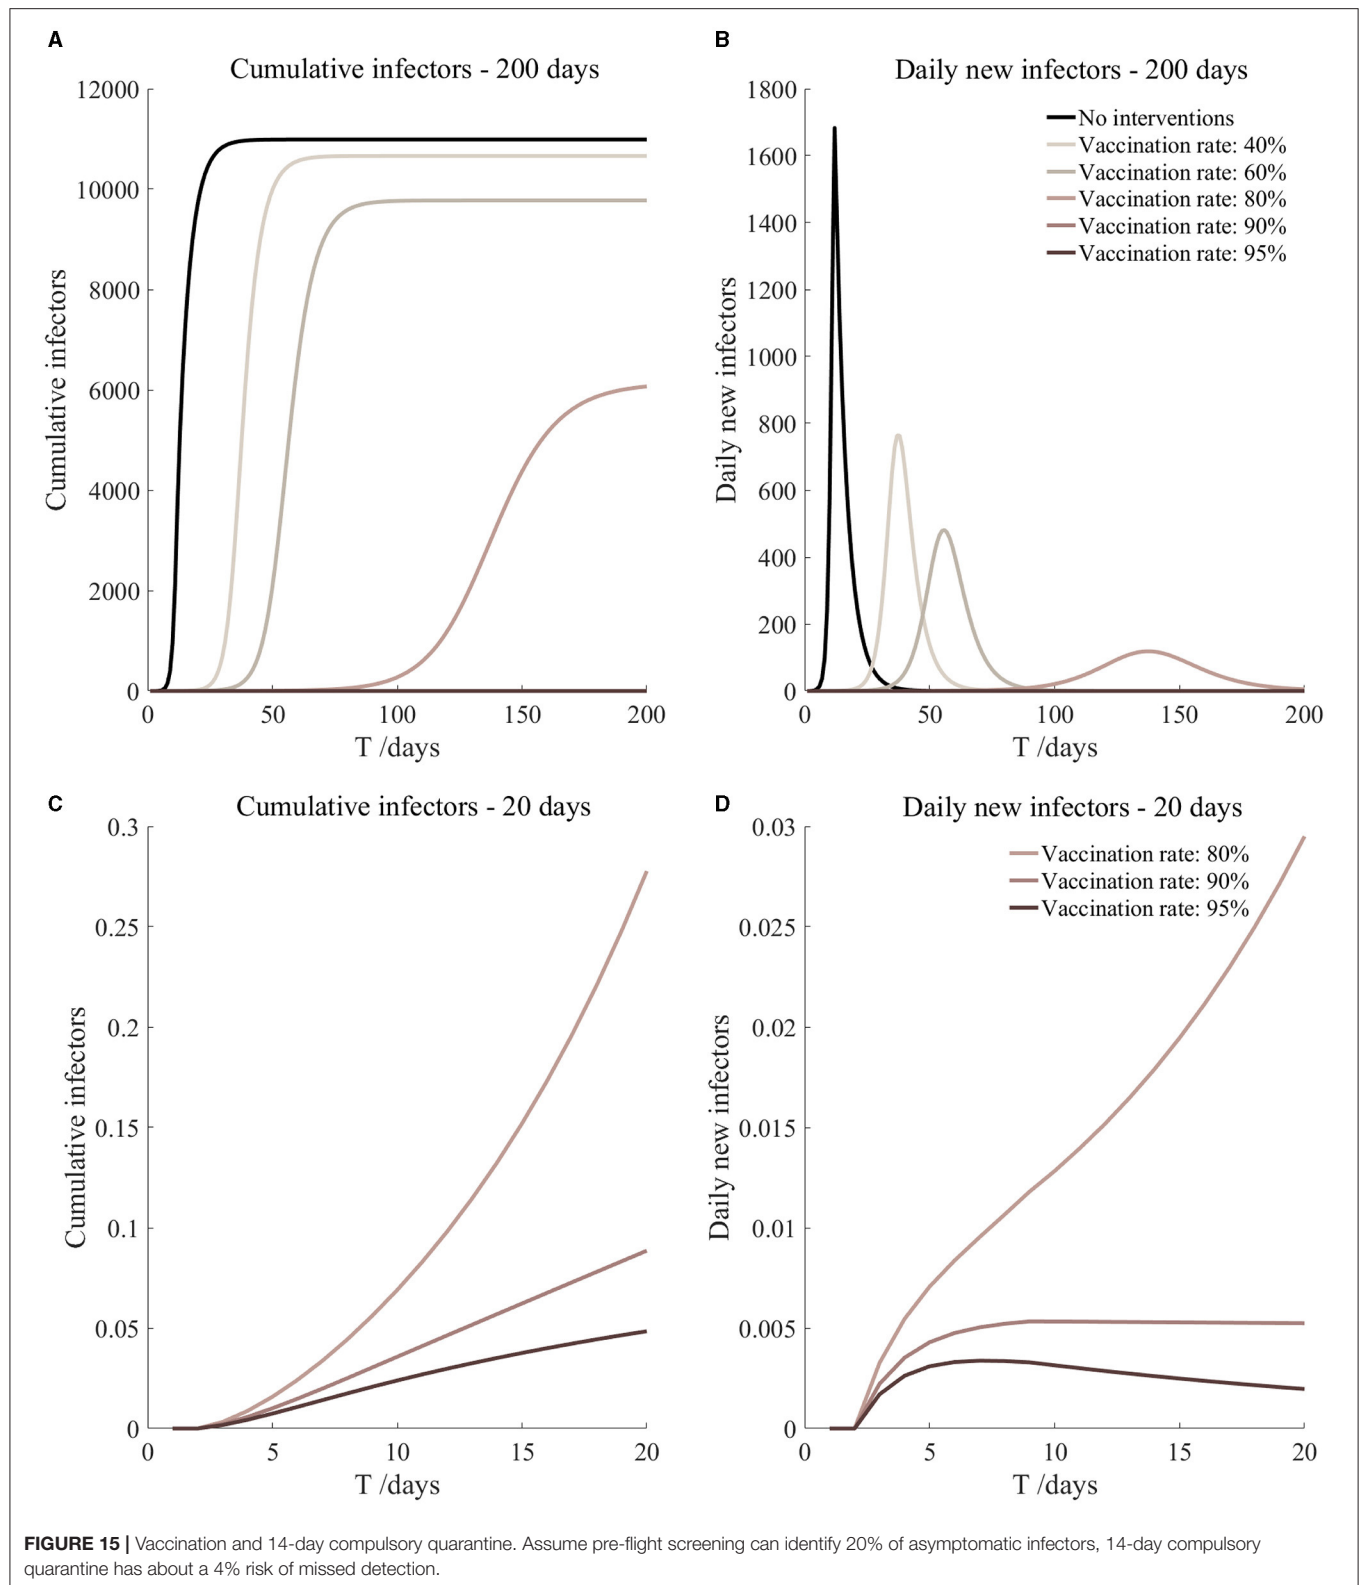 A
Cumulative infectors - 200 days
12000
10000
8000
6000
4000
2000
0
0 50 100 150 200
T /days
Cumulative infectors
B
Daily new infectors - 200 days
1800
1600
1400
1200
1000
800
600
400
200
0
0 50 100 150 200
T /days
Daily new infectors
No interventions
Vaccination rate: 40%
Vaccination rate: 60%
Vaccination rate: 80%
Vaccination rate: 90%
Vaccination rate: 95%
C
Cumulative infectors - 20 days
0.3
0.25
0.2
0.15
0.1
0.05
0
0 5 10 15 20
T /days
Cumulative infectors
D
Daily new infectors - 20 days
0.03
0.025
0.02
0.015
0.01
0.005
0
0 5 10 15 20
T /days
Daily new infectors
Vaccination rate: 80%
Vaccination rate: 90%
Vaccination rate: 95%
FIGURE 15 | Vaccination and 14-day compulsory quarantine. Assume pre-flight screening can identify 20% of asymptomatic infectors, 14-day compulsory
quarantine has about a 4% risk of missed detection.